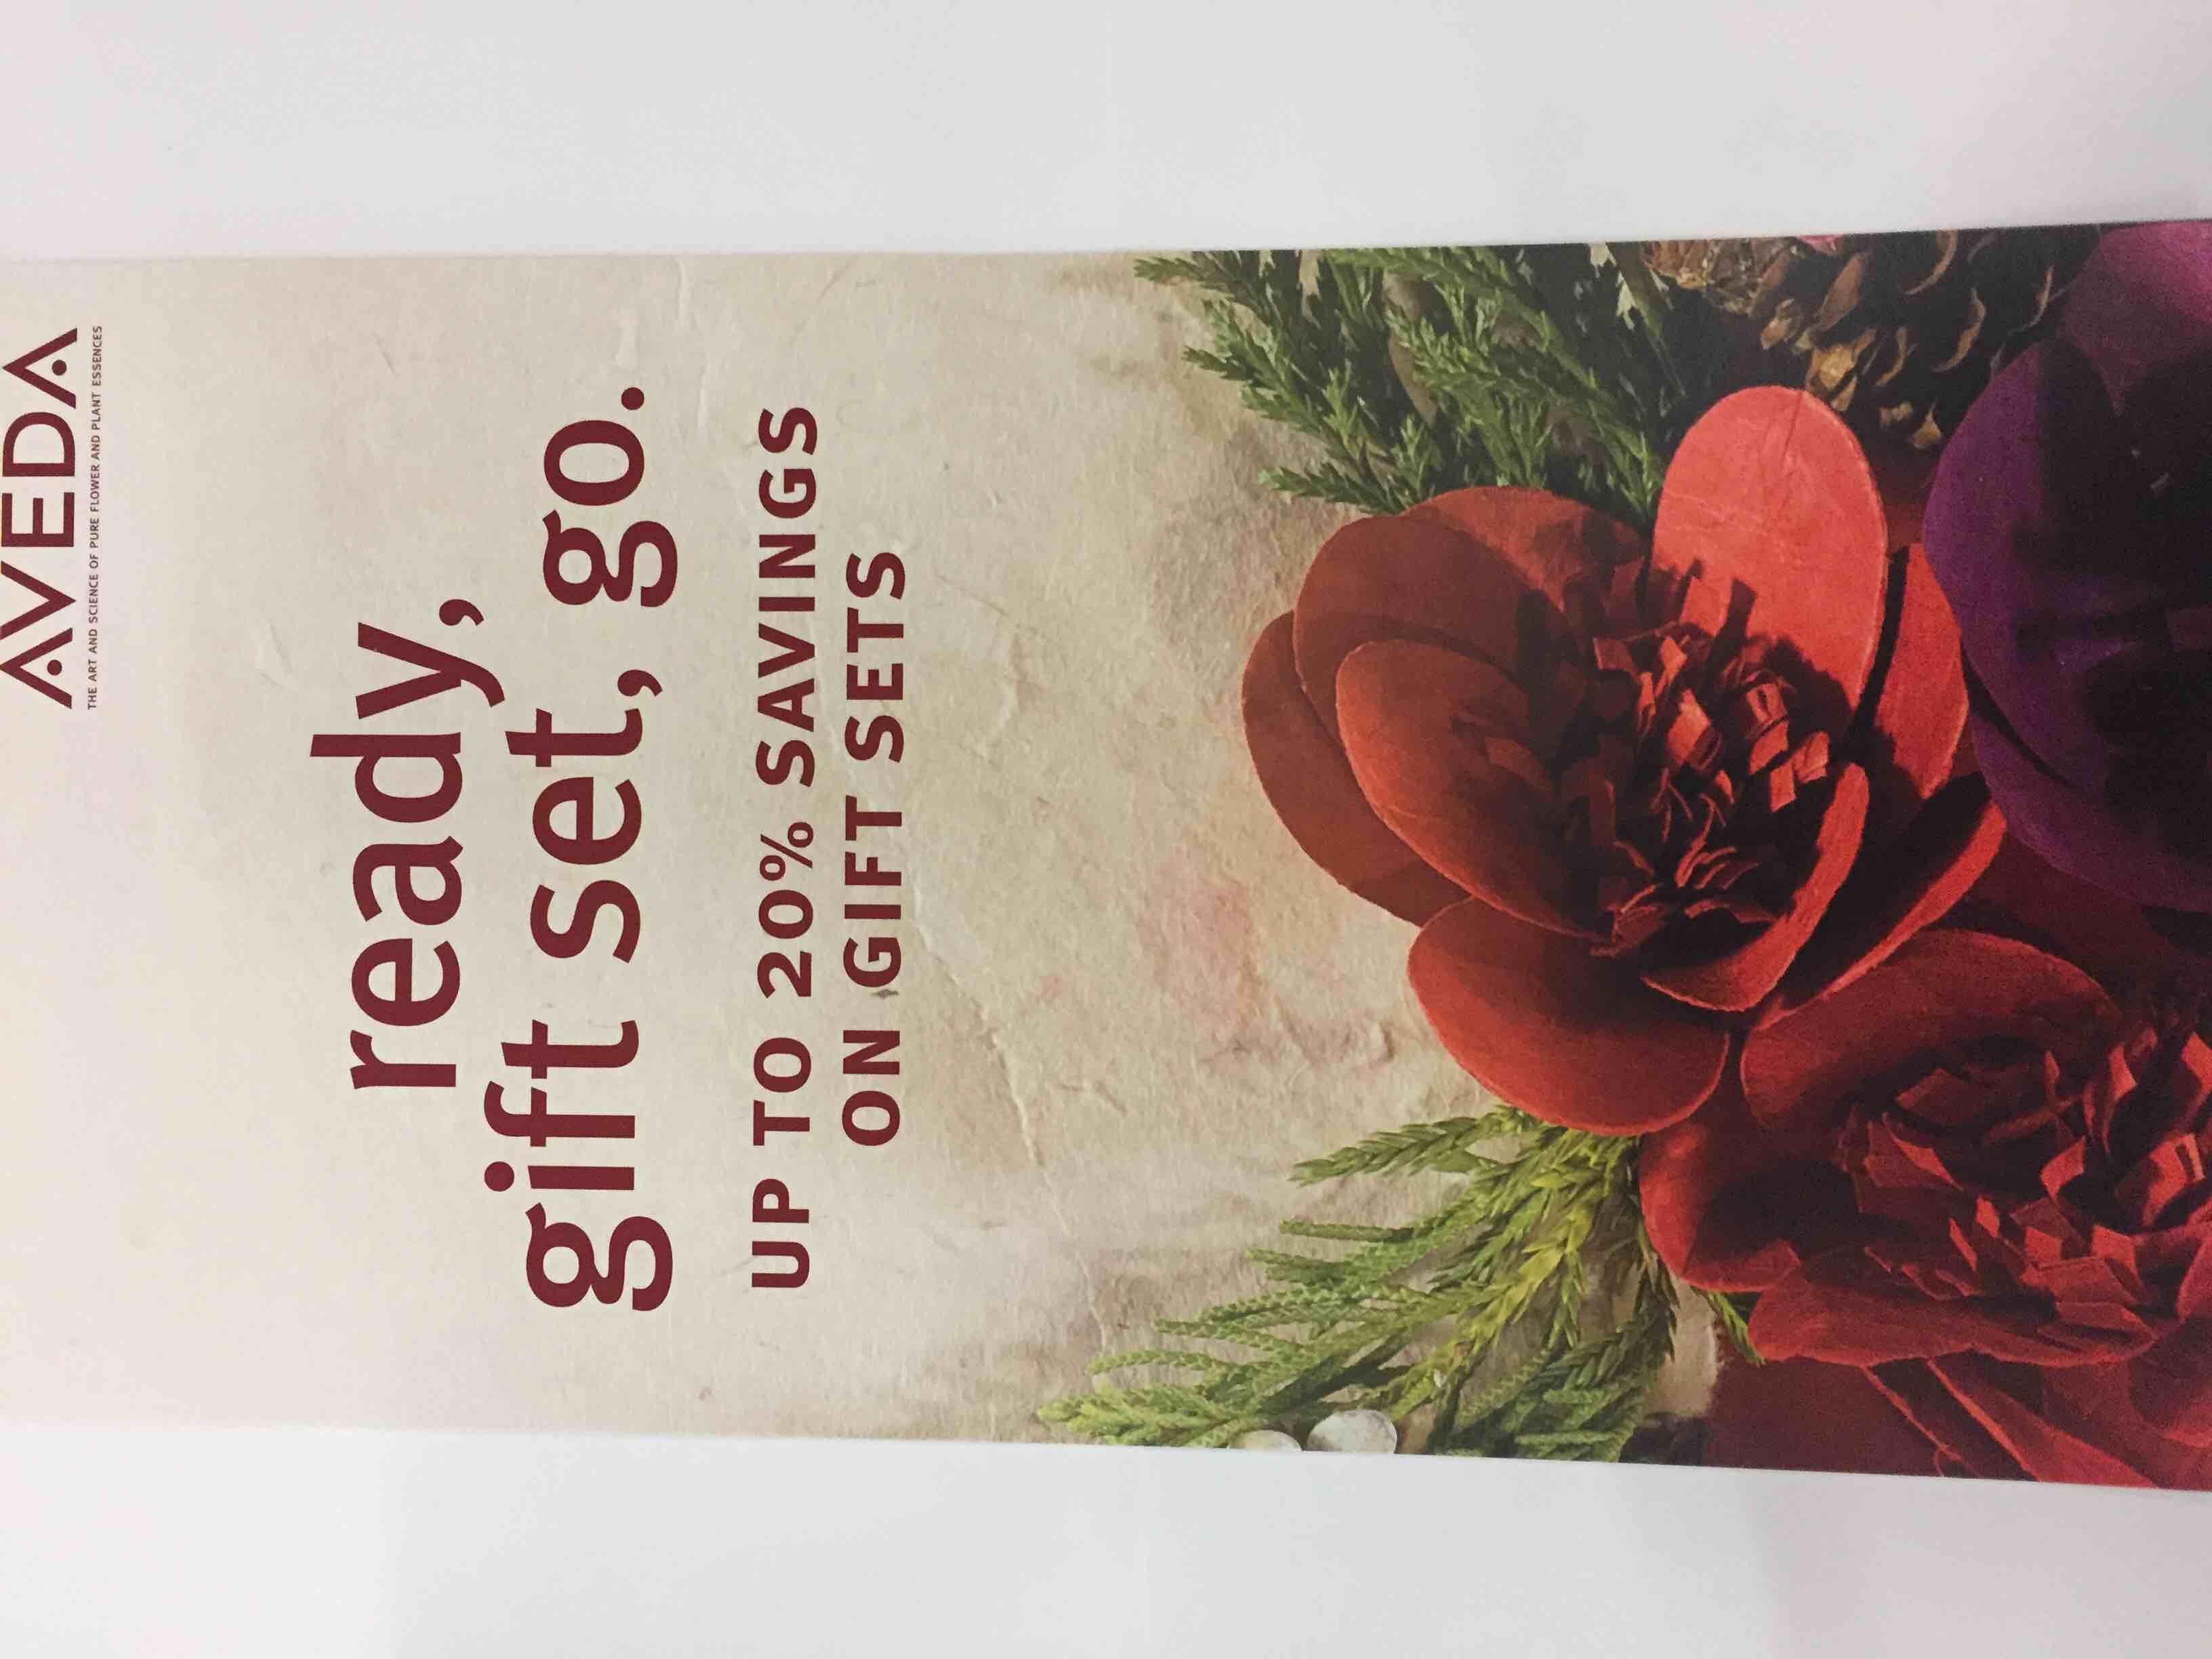 AVEDA
THE ART AND SCIENCE OF PURE FLOWER AND PLANT ESSENCES
ready,
gift set, go.
UP TO 20% SAVINGS
ON GIFT SETS